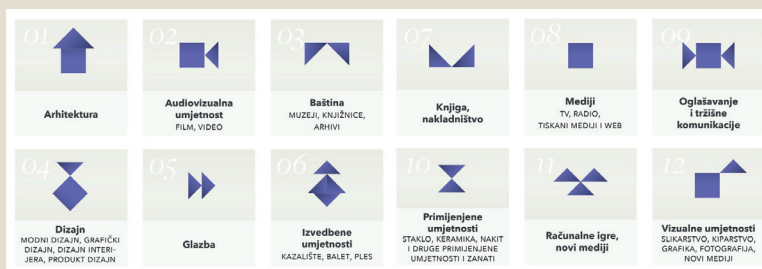 01
Arhitektura
02
Audiovizualna
umjetnost
FILM, VIDEO
03
Baština
MUZEJI, KNJIŽNICE,
ARHIVI
07
Knjiga,
nakladništvo
08
Mediji
TV, RADIO,
TISKANI MEDIJI I WEB
09
Oglašavanje
i tržišne
komunikacije
04
Dizajn
MODNI DIZAJN, GRAFIČKI
DIZAJN, DIZAJN INTERI-
JERA, PRODUKT DIZAJN
05
Glazba
06
Izvedbene
umjetnosti
KAZALIŠTE, BALET, PLES
10
Primijenjene
umjetnosti
STAKLO, KERAMIKA, NAKIT
I DRUGE PRIMIJENJENE
UMJETNOSTI I ZANATI
11
Računalne igre,
novi mediji
12
Vizualne umjetnosti
SLIKARSTVO, KIPARSTVO,
GRAFIKA, FOTOGRAFIJA,
NOVI MEDIJI